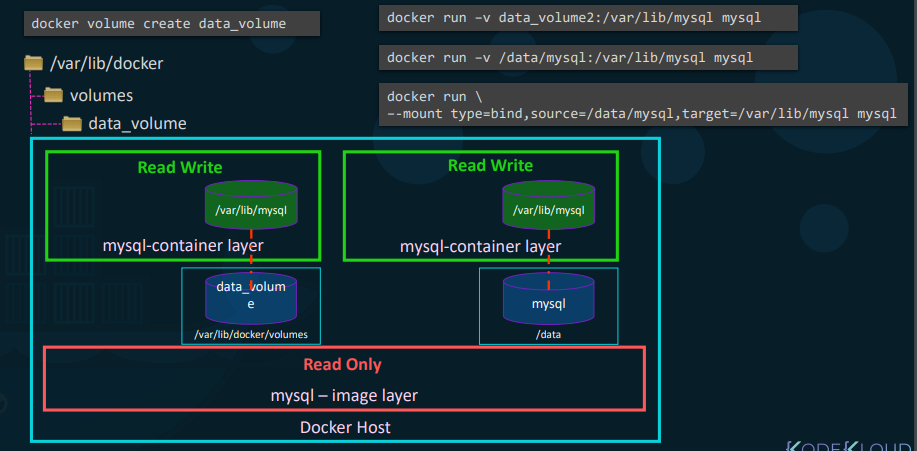 docker volume create data_volume
docker run –v data_volume2:/var/lib/mysql mysql
docker run –v /data/mysql:/var/lib/mysql mysql
docker run \
--mount type=bind,source=/data/mysql,target=/var/lib/mysql mysql
/var/lib/docker
volumes
data_volume
Read Write
/var/lib/mysql
mysql-container layer
data_volum
e
/var/lib/docker/volumes
Read Write
/var/lib/mysql
mysql-container layer
mysql
/data
Read Only
mysql – image layer
Docker Host
KODEKLOUD